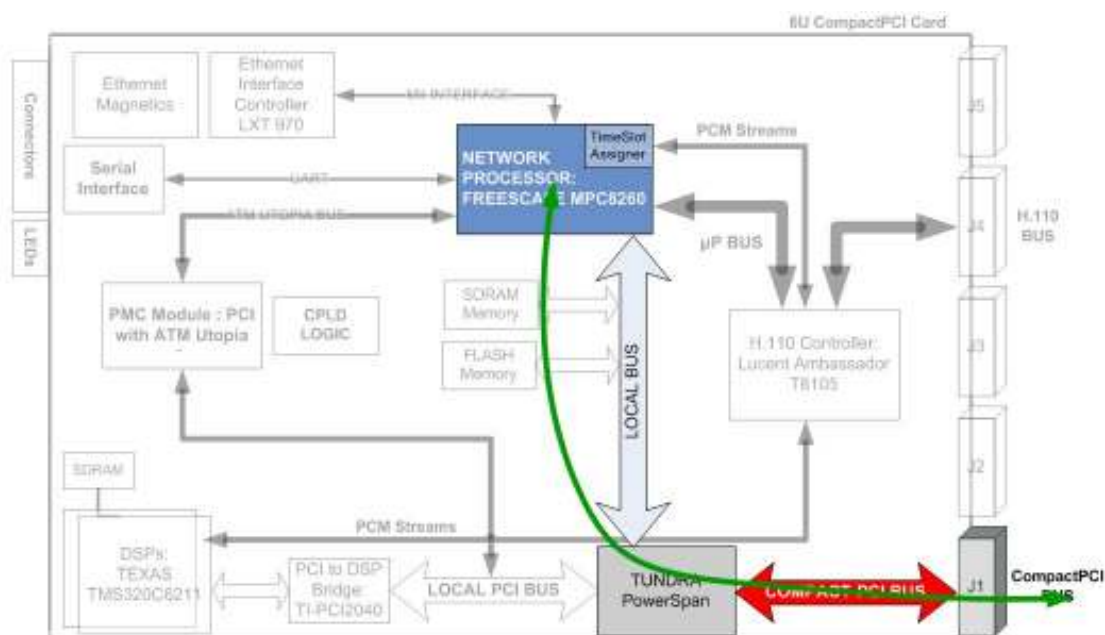 6U CompactPCI Card
Connectors
LEDs
Ethernet
Magnetics
Ethernet
Interface
Controller
LXT 970
MII INTERFACE
Serial
Interface
UART
ATM UTOPIA BUS
NETWORK
PROCESSOR:
FREESCALE MPC8260
TimeSlot
Assigner
PCM Streams
µP BUS
H.110
BUS
J5
J4
J3
J2
J1
PMC Module : PCI
with ATM Utopia
CPLD
LOGIC
SDRAM
Memory
FLASH
Memory
LOCAL BUS
H.110 Controller:
Lucent Ambassador
T8105
SDRAM
PCM Streams
DSPs:
TEXAS
TMS320C6211
PCI to DSP
Bridge:
TI-PCI2040
LOCAL PCI BUS
TUNDRA
PowerSpan
COMPACT PCI BUS
CompactPCI
BUS